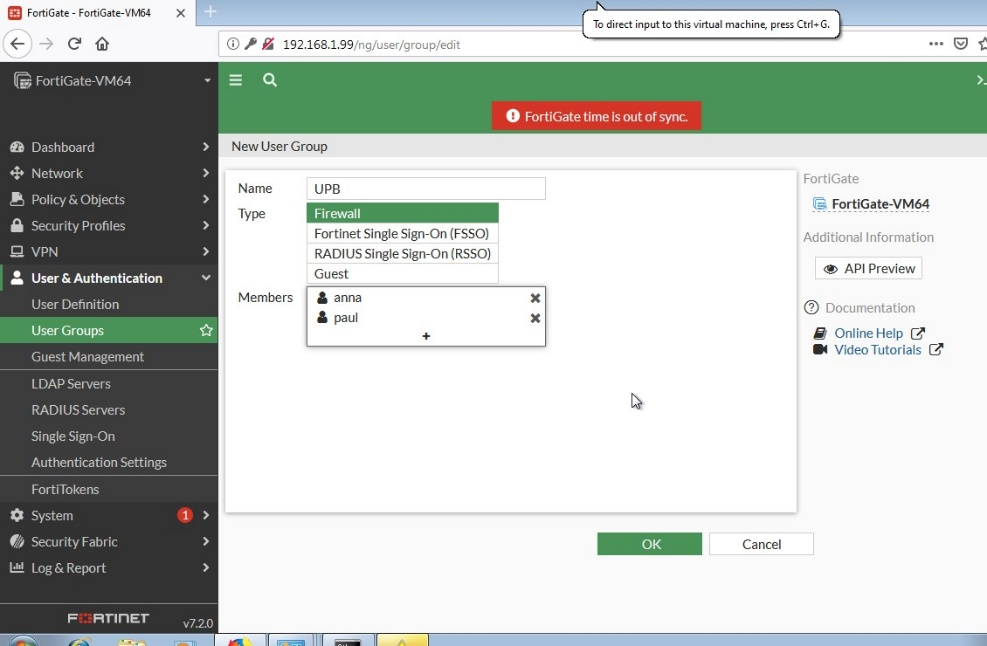 FortiGate - FortiGate-VM64
To direct input to this virtual machine, press Ctrl+G.
192.168.1.99/ng/user/group/edit
FortiGate-VM64
FortiGate time is out of sync.
Dashboard
Network
Policy & Objects
Security Profiles
VPN
User & Authentication
User Definition
User Groups
Guest Management
LDAP Servers
RADIUS Servers
Single Sign-On
Authentication Settings
FortiTokens
System 1
Security Fabric
Log & Report
FORTINET v7.2.0
New User Group
Name UPB
Type Firewall
Fortinet Single Sign-On (FSSO)
RADIUS Single Sign-On (RSSO)
Guest
Members anna
paul
OK Cancel
FortiGate
FortiGate-VM64
Additional Information
API Preview
Documentation
Online Help
Video Tutorials